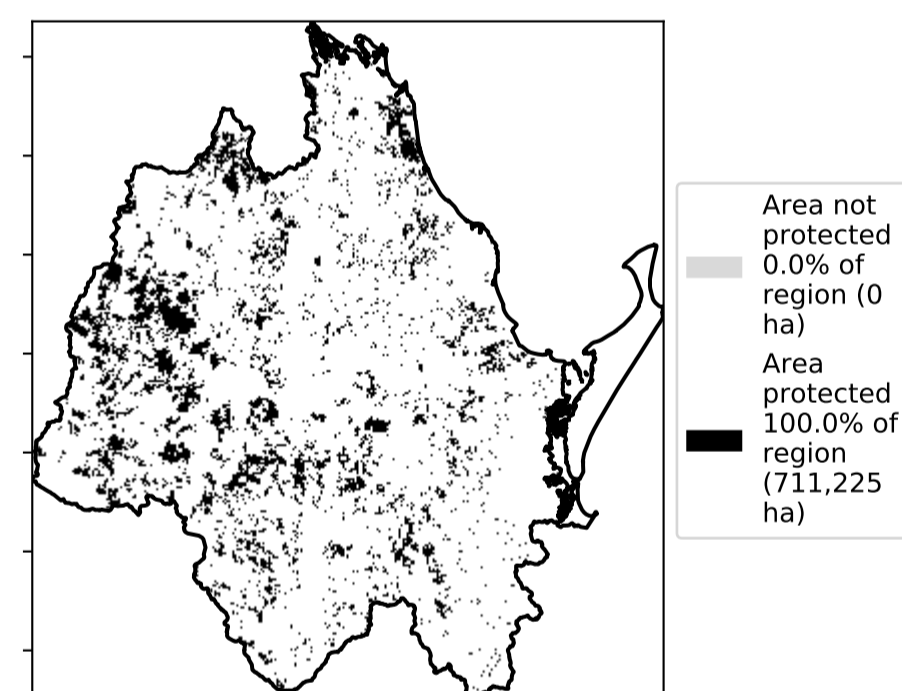 Area not
protected
0.0% of
region (0
ha)
Area
protected
100.0% of
region
(711,225
ha)